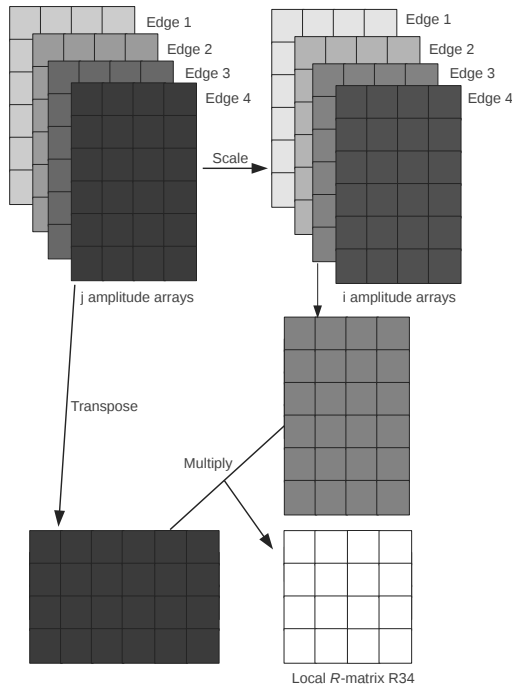 Edge 1
Edge 2
Edge 3
Edge 4
Scale
Edge 1
Edge 2
Edge 3
Edge 4
j amplitude arrays
i amplitude arrays
Transpose
Multiply
Local R-matrix R34